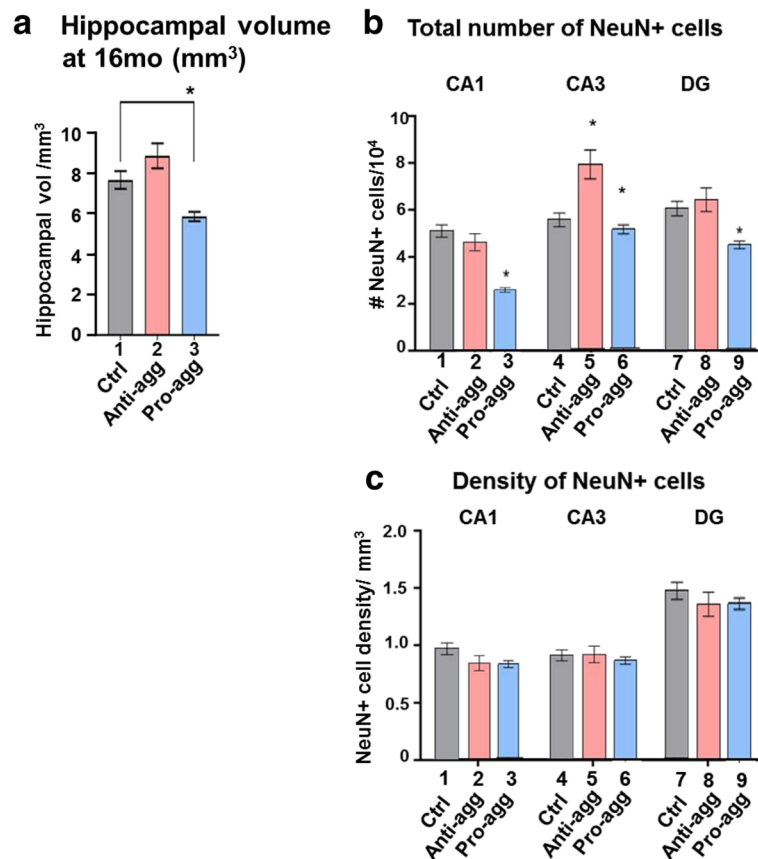 a Hippocampal volume
at 16mo (mm³)
Hippocampal vol /mm³
10
8
6
4
2
0
*
1 2 3
Ctrl
Anti-agg
Pro-agg
b Total number of NeuN+ cells
CA1 CA3 DG
# NeuN+ cells/10⁴
10
8
6
4
2
0
* * * *
1 2 3 4 5 6 7 8 9
Ctrl
Anti-agg
Pro-agg
Ctrl
Anti-agg
Pro-agg
Ctrl
Anti-agg
Pro-agg
c Density of NeuN+ cells
CA1 CA3 DG
NeuN+ cell density/ mm³
2.0
1.5
1.0
0.5
0
1 2 3 4 5 6 7 8 9
Ctrl
Anti-agg
Pro-agg
Ctrl
Anti-agg
Pro-agg
Ctrl
Anti-agg
Pro-agg